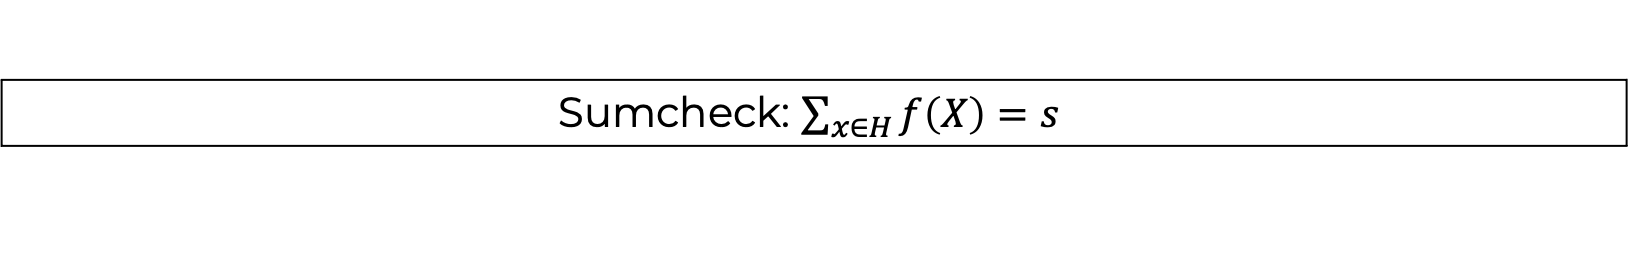 Sumcheck: ∑_{x∈H} f(X) = s